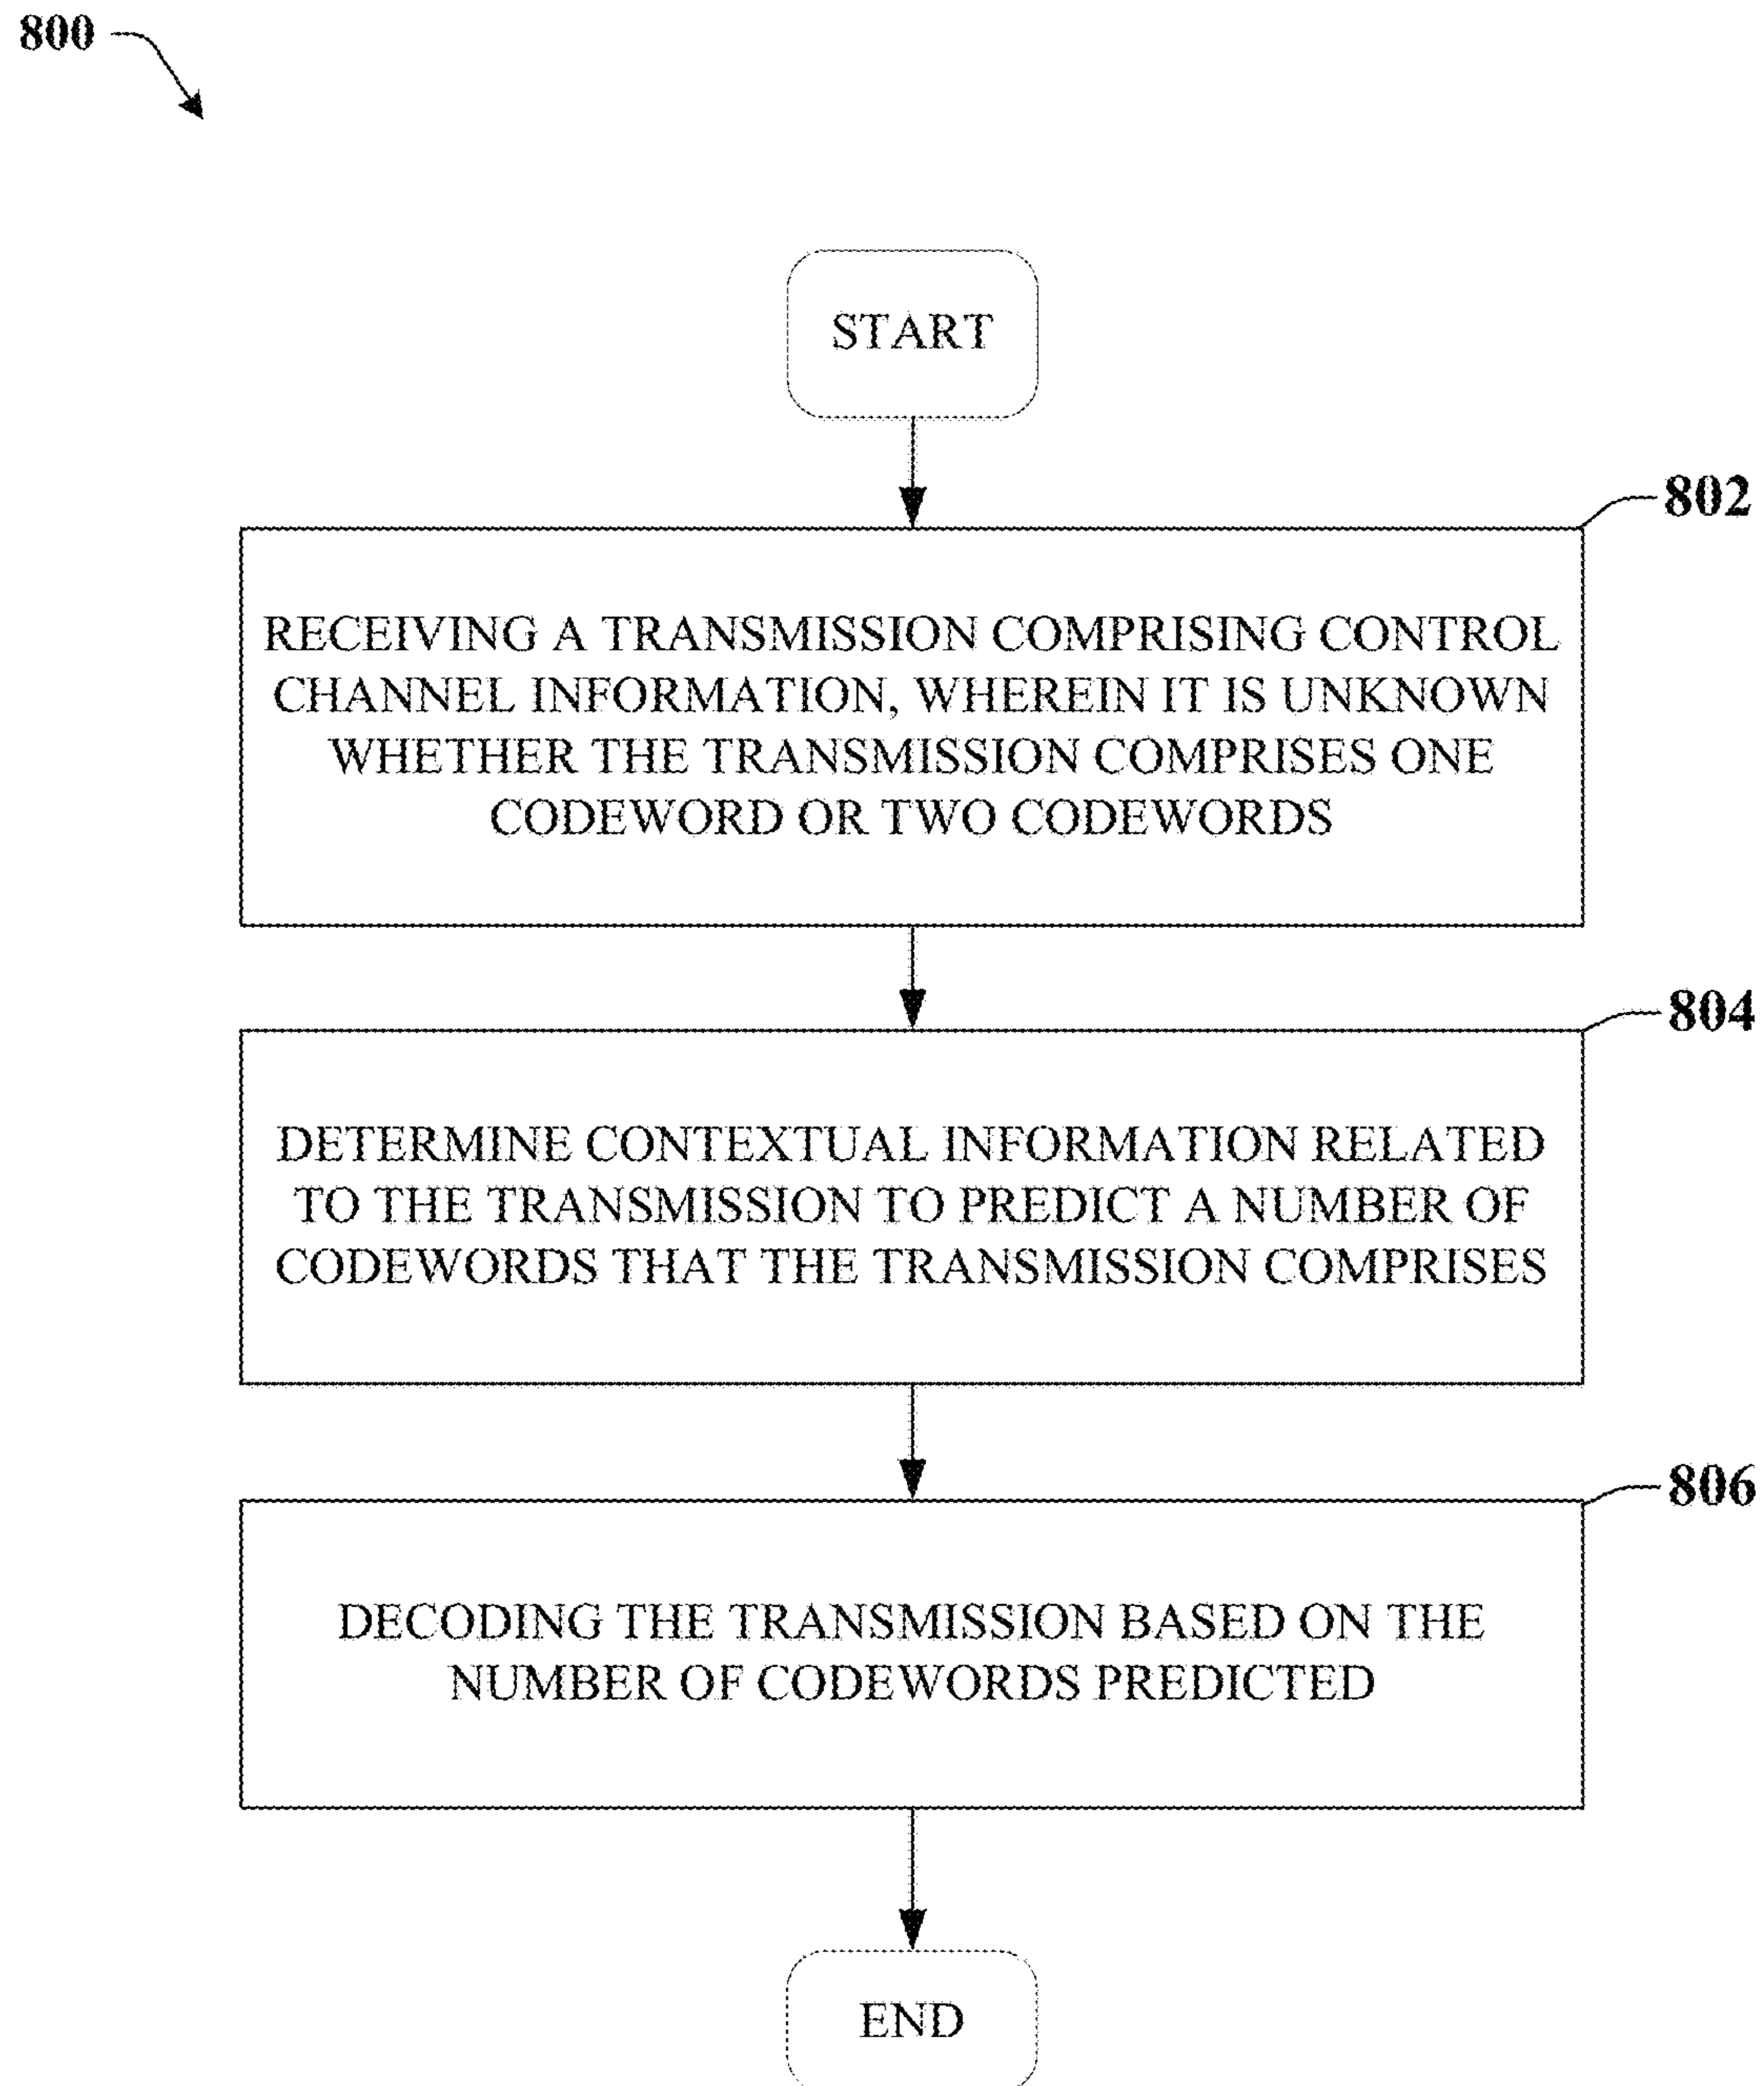 800
START
802
RECEIVING A TRANSMISSION COMPRISING CONTROL
CHANNEL INFORMATION, WHEREIN IT IS UNKNOWN
WHETHER THE TRANSMISSION COMPRISES ONE
CODEWORD OR TWO CODEWORDS
804
DETERMINE CONTEXTUAL INFORMATION RELATED
TO THE TRANSMISSION TO PREDICT A NUMBER OF
CODEWORDS THAT THE TRANSMISSION COMPRISES
806
DECODING THE TRANSMISSION BASED ON THE
NUMBER OF CODEWORDS PREDICTED
END